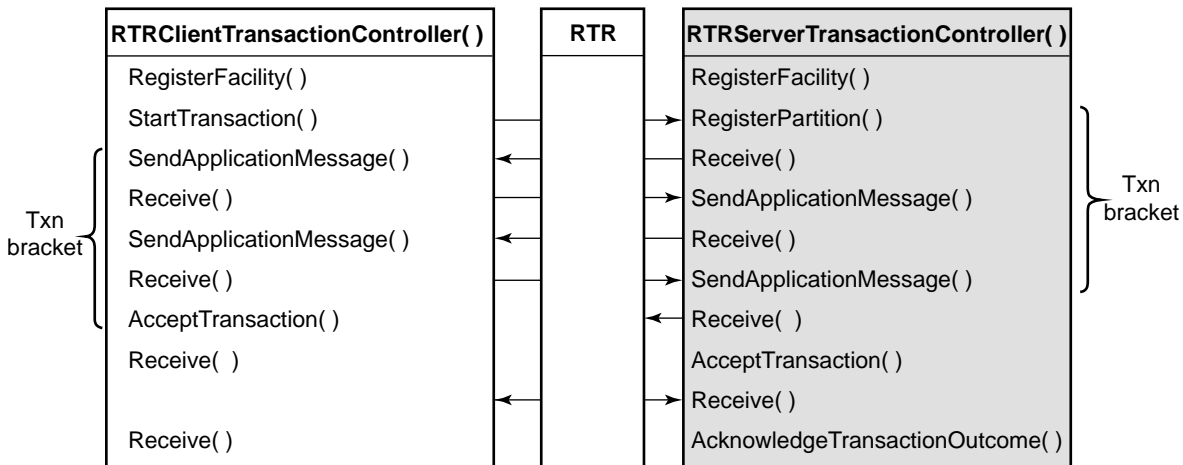 RTRClientTransactionController( )
RTR
RTRServerTransactionController( )
RegisterFacility( )
RegisterFacility( )
StartTransaction( )
RegisterPartition( )
SendApplicationMessage( )
Receive( )
Receive( )
SendApplicationMessage( )
Txn
bracket
Txn
bracket
SendApplicationMessage( )
Receive( )
Receive( )
SendApplicationMessage( )
AcceptTransaction( )
Receive(  )
Receive(  )
AcceptTransaction( )
Receive( )
Receive( )
AcknowledgeTransactionOutcome( )